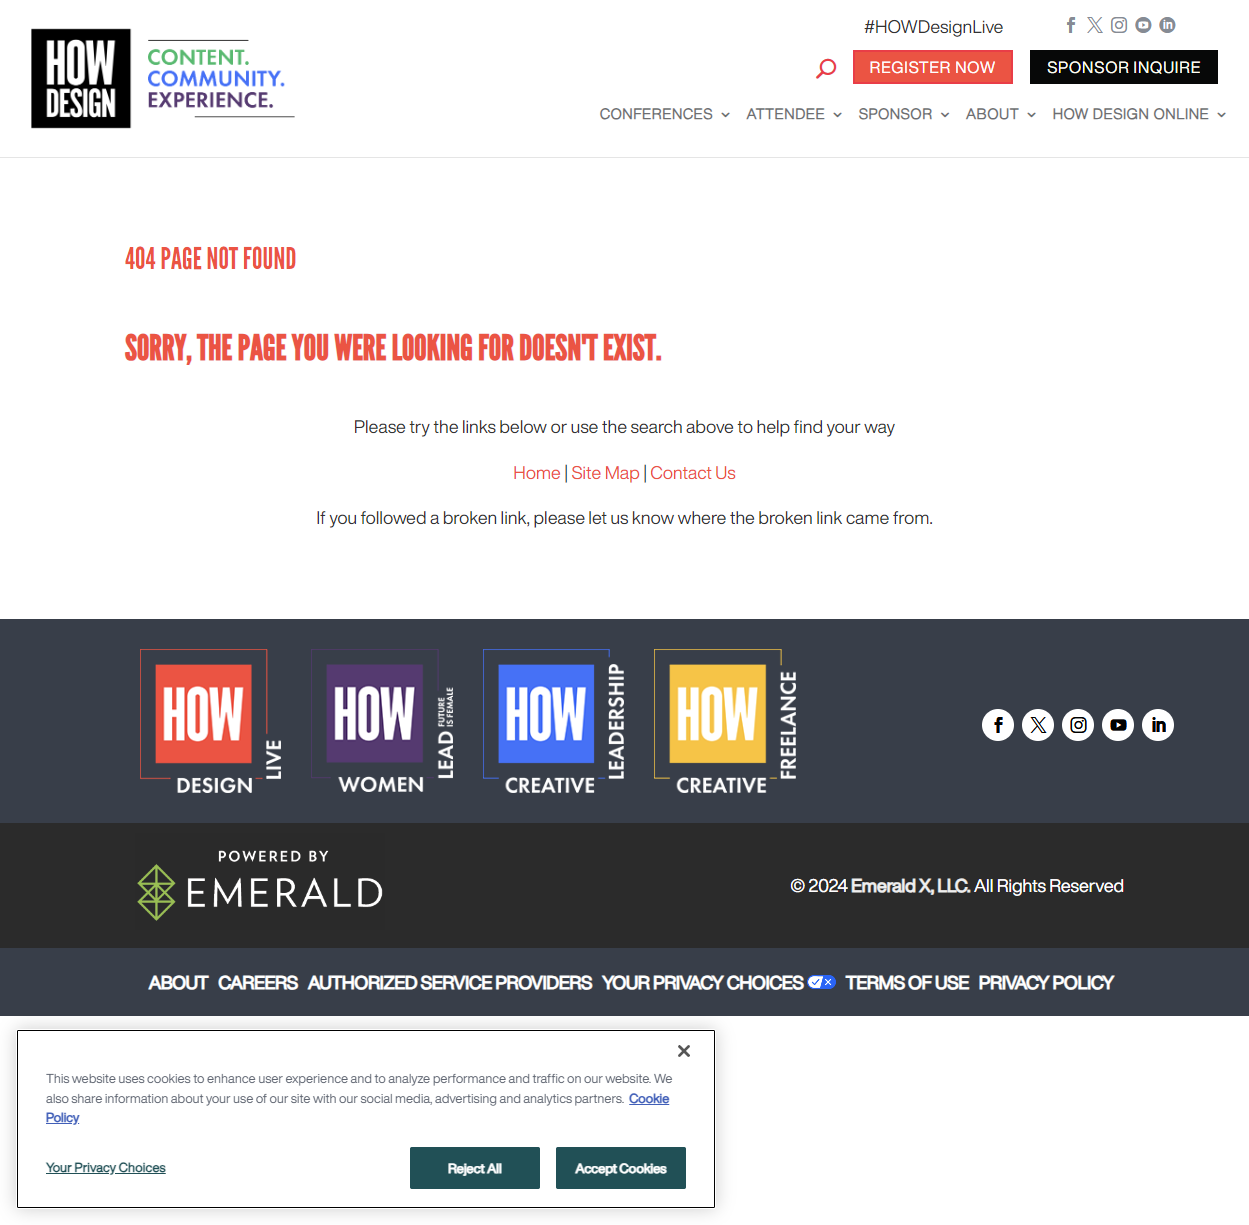 HOW
DESIGN
CONTENT.
COMMUNITY.
EXPERIENCE.
#HOWDesignLive
REGISTER NOW
SPONSOR INQUIRE
CONFERENCES
ATTENDEE
SPONSOR
ABOUT
HOW DESIGN ONLINE
404 PAGE NOT FOUND
SORRY, THE PAGE YOU WERE LOOKING FOR DOESN'T EXIST.
Please try the links below or use the search above to help find your way
Home | Site Map | Contact Us
If you followed a broken link, please let us know where the broken link came from.
HOW
DESIGN
LIVE
HOW
WOMEN
LEAD
FUTURE
IS FEMALE
HOW
CREATIVE
LEADERSHIP
HOW
CREATIVE
FREELANCE
POWERED BY
EMERALD
© 2024 Emerald X, LLC. All Rights Reserved
ABOUT CAREERS AUTHORIZED SERVICE PROVIDERS YOUR PRIVACY CHOICES TERMS OF USE PRIVACY POLICY
This website uses cookies to enhance user experience and to analyze performance and traffic on our website. We
also share information about your use of our site with our social media, advertising and analytics partners. Cookie
Policy
Your Privacy Choices
Reject All
Accept Cookies